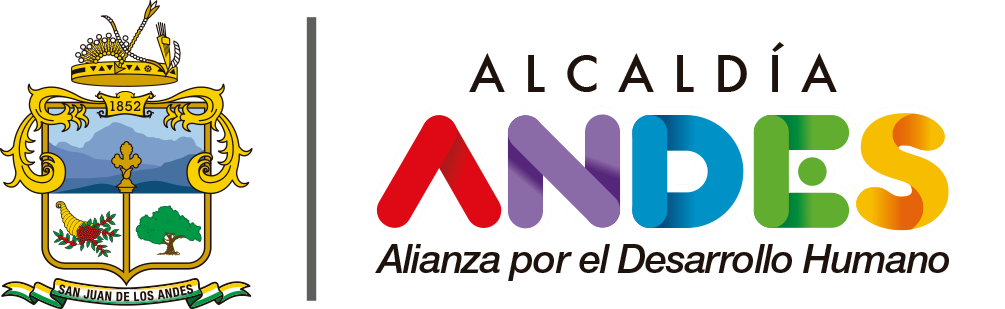 1852
SAN JUAN DE LOS ANDES
ALCALDÍA
ANDES
Alianza por el Desarrollo Humano